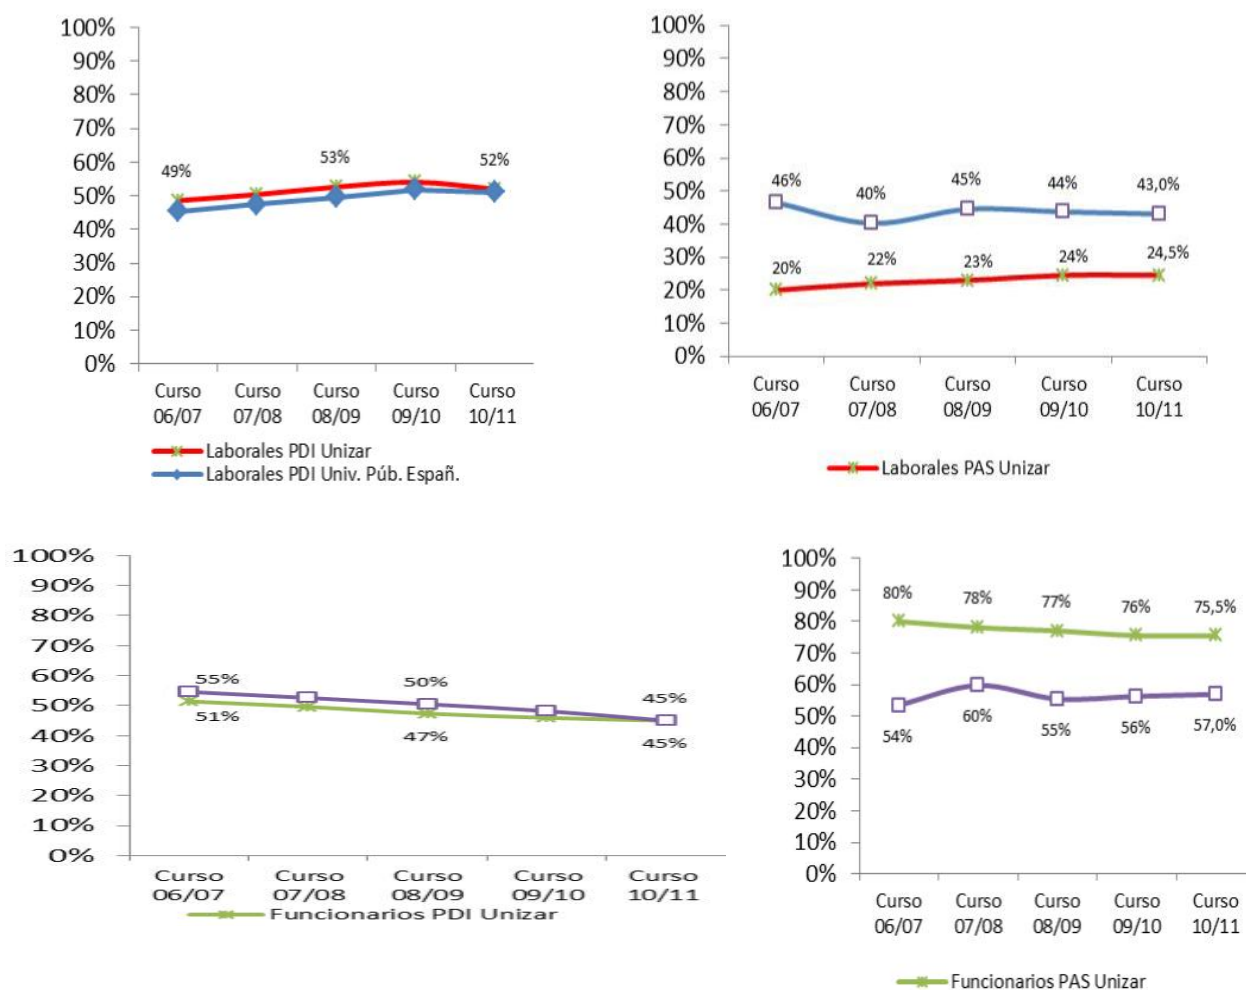 100%
90%
80%
70%
60%
50%
40%
30%
20%
10%
0%
49%
53%
52%
Curso 06/07
Curso 07/08
Curso 08/09
Curso 09/10
Curso 10/11
Laborales PDI Unizar
Laborales PDI Univ. Púb. Españ.
100%
90%
80%
70%
60%
50%
40%
30%
20%
10%
0%
46%
40%
45%
44%
43,0%
20%
22%
23%
24%
24,5%
Curso 06/07
Curso 07/08
Curso 08/09
Curso 09/10
Curso 10/11
Laborales PAS Unizar
100%
90%
80%
70%
60%
50%
40%
30%
20%
10%
0%
55%
50%
45%
51%
47%
45%
Curso 06/07
Curso 07/08
Curso 08/09
Curso 09/10
Curso 10/11
Funcionarios PDI Unizar
100%
90%
80%
70%
60%
50%
40%
30%
20%
10%
0%
80%
78%
77%
76%
75,5%
54%
60%
55%
56%
57,0%
Curso 06/07
Curso 07/08
Curso 08/09
Curso 09/10
Curso 10/11
Funcionarios PAS Unizar